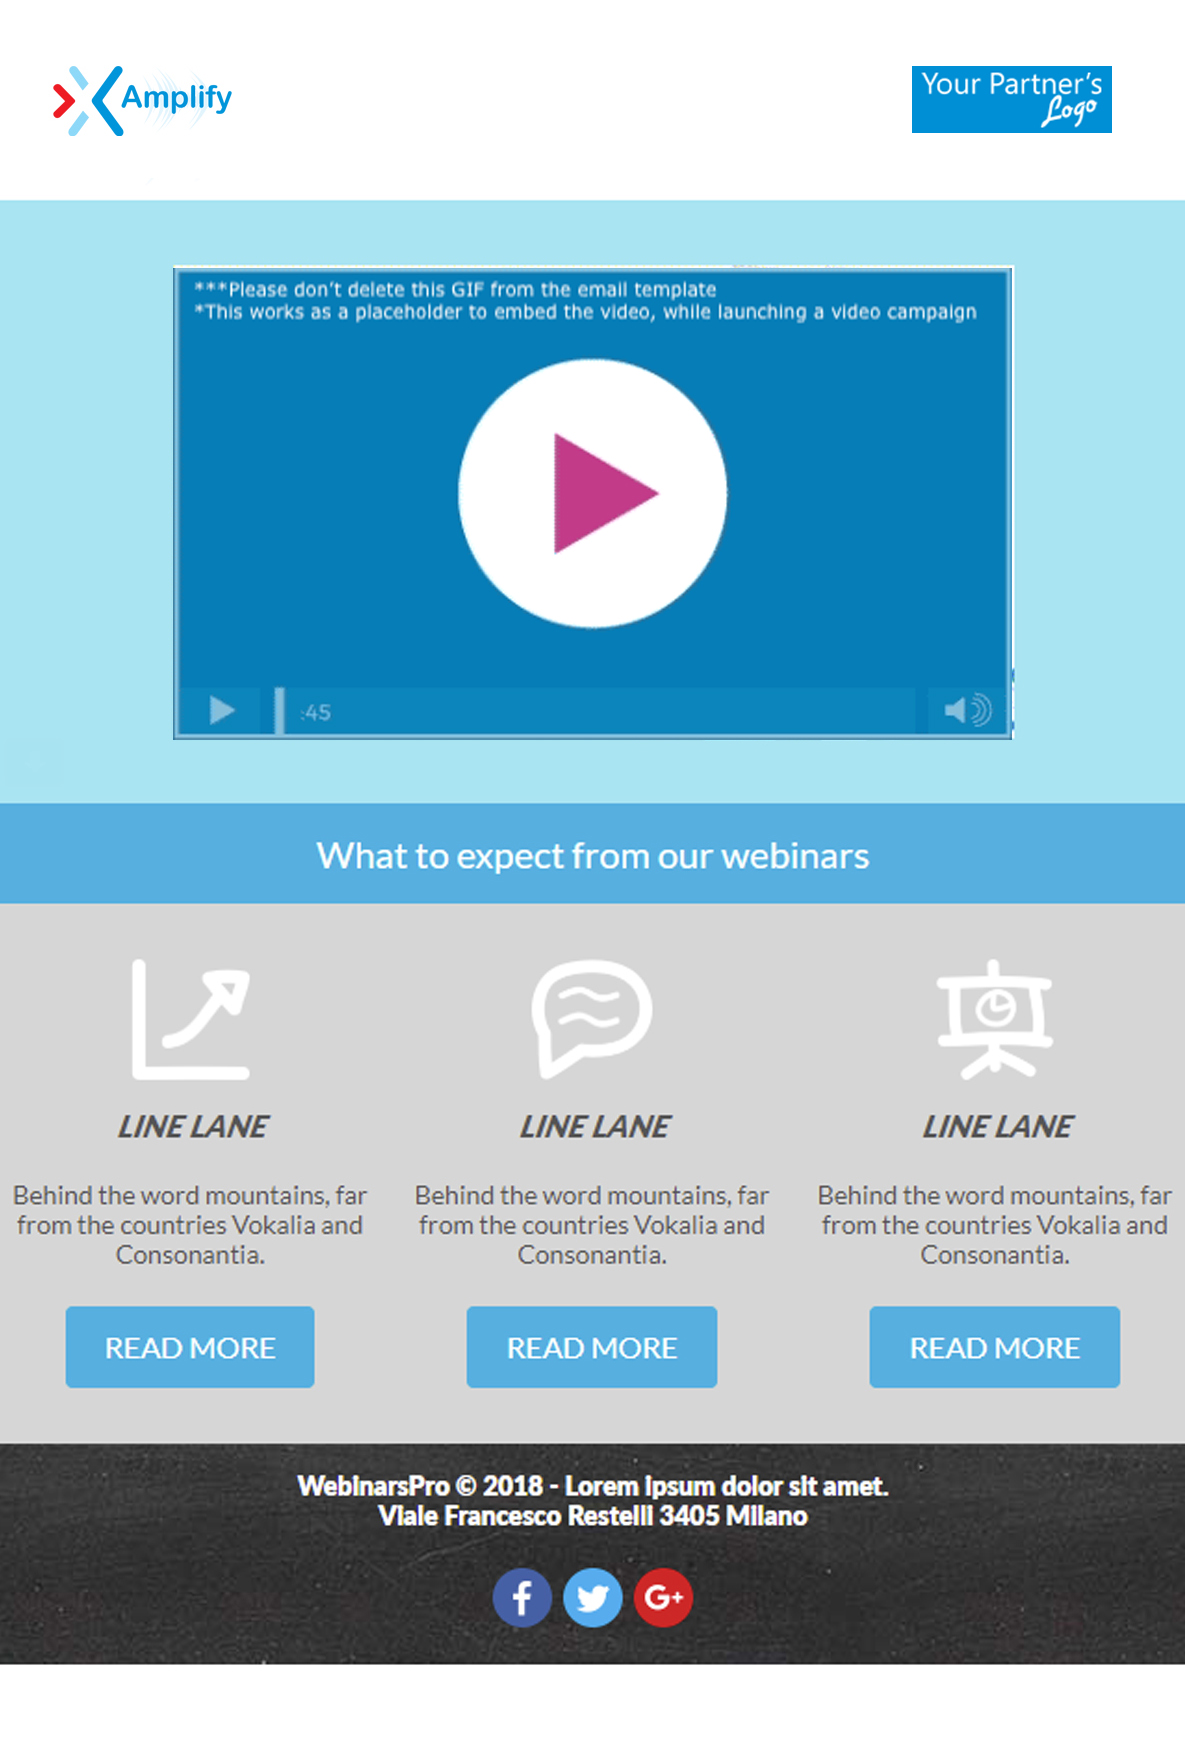 Amplify
Your Partner's
Logo
***Please don't delete this GIF from the email template
*This works as a placeholder to embed the video, while launching a video campaign
:45
What to expect from our webinars
LINE LANE
LINE LANE
LINE LANE
Behind the word mountains, far
from the countries Vokalia and
Consonantia.
Behind the word mountains, far
from the countries Vokalia and
Consonantia.
Behind the word mountains, far
from the countries Vokalia and
Consonantia.
READ MORE
READ MORE
READ MORE
WebinarsPro © 2018 - Lorem ipsum dolor sit amet.
Viale Francesco Restelli 3405 Milano
f
G+